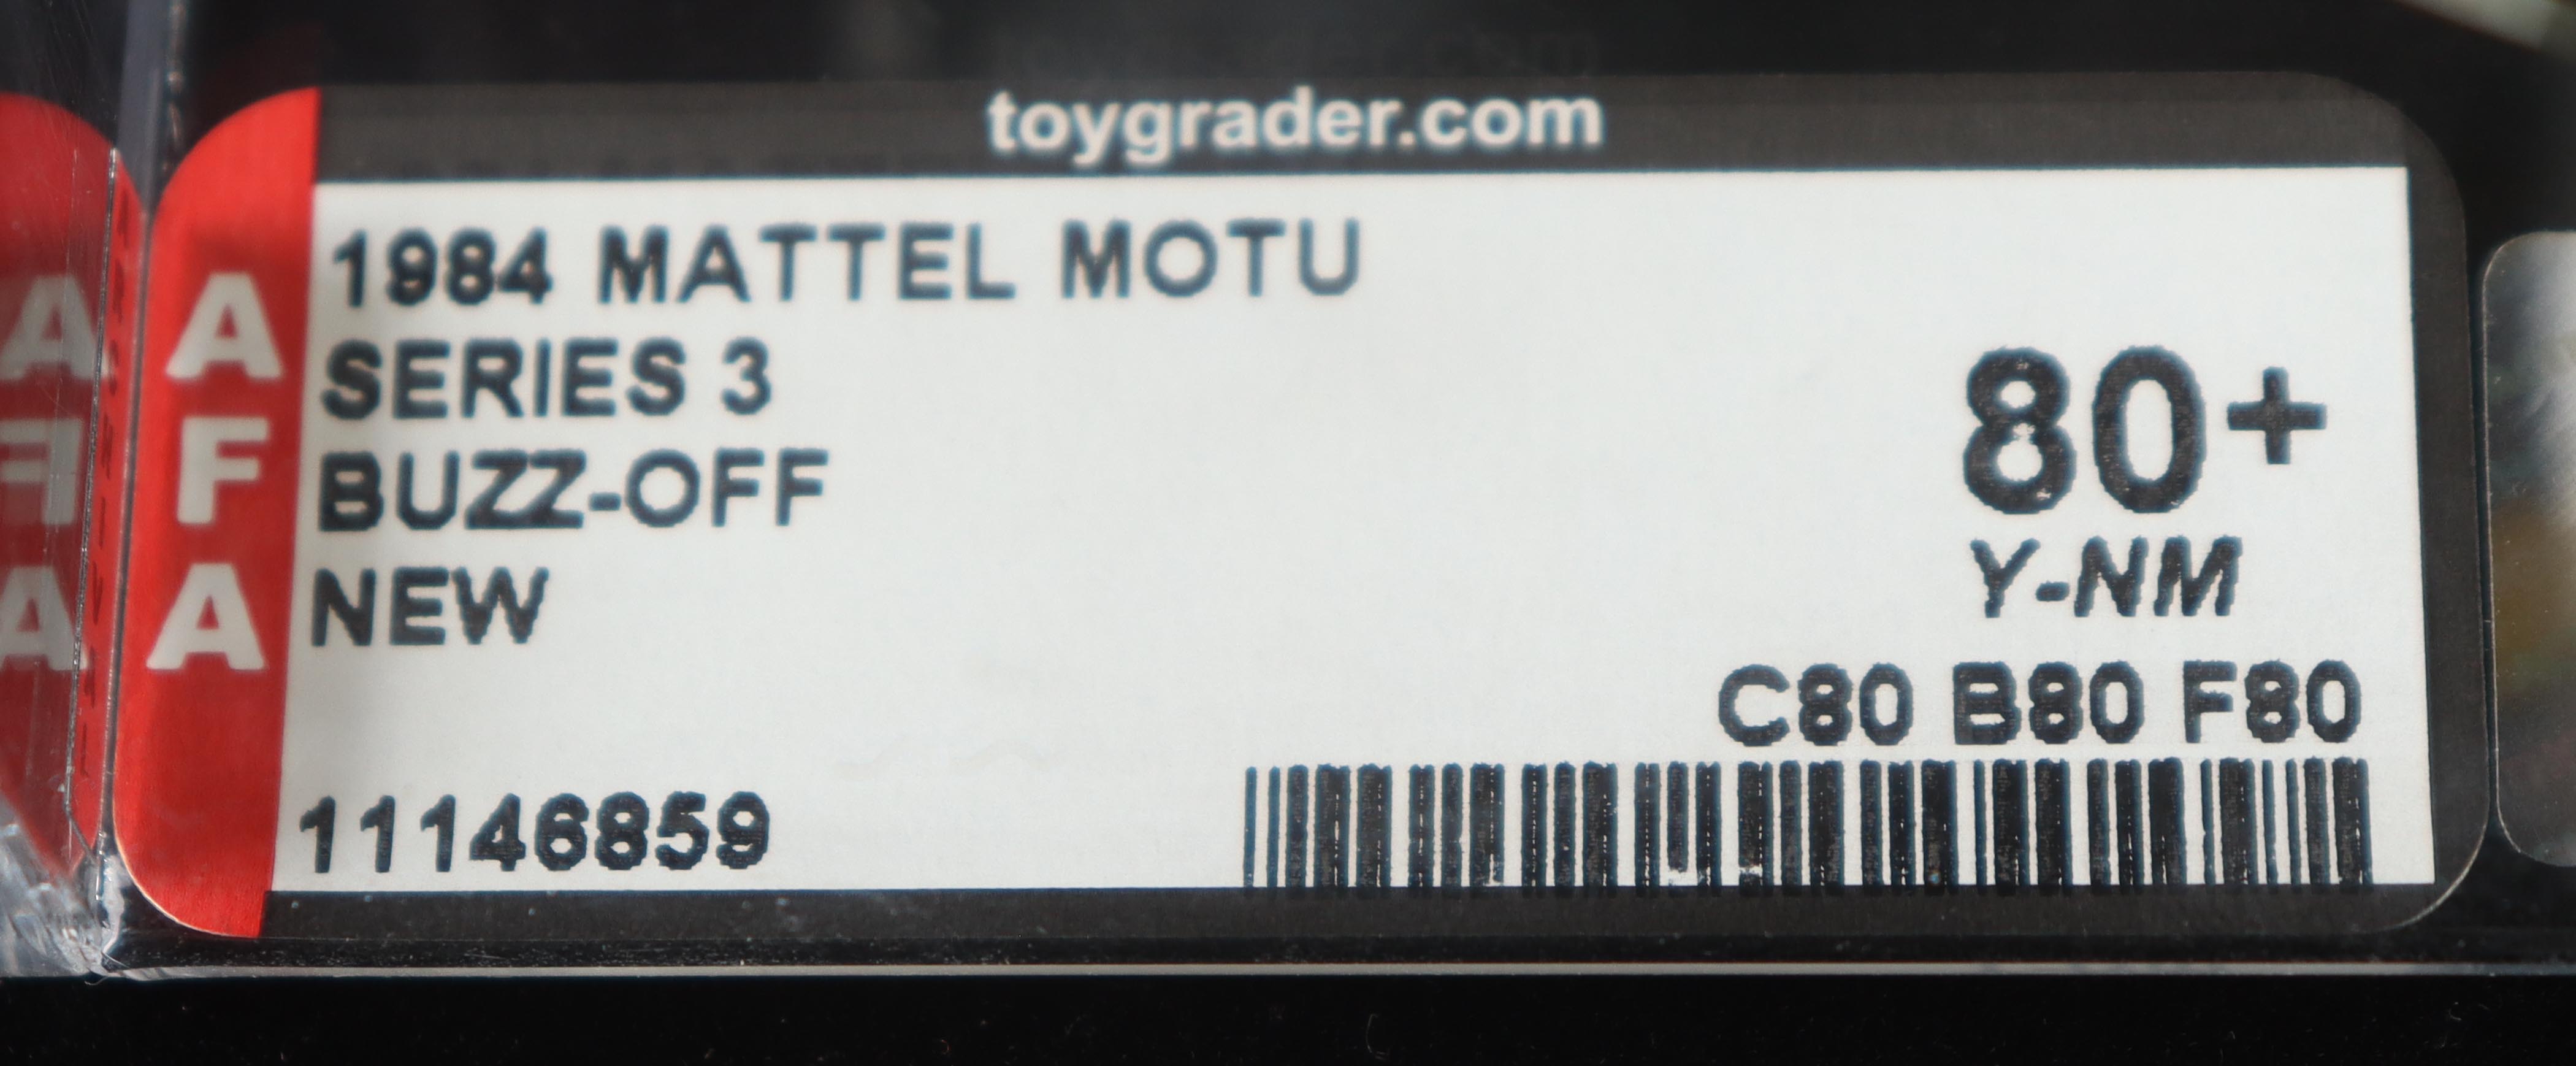 toygrader.com
AFA
1984 MATTEL MOTU
SERIES 3
BUZZ-OFF
NEW
80+
Y-NM
C80 B80 F80
11146859